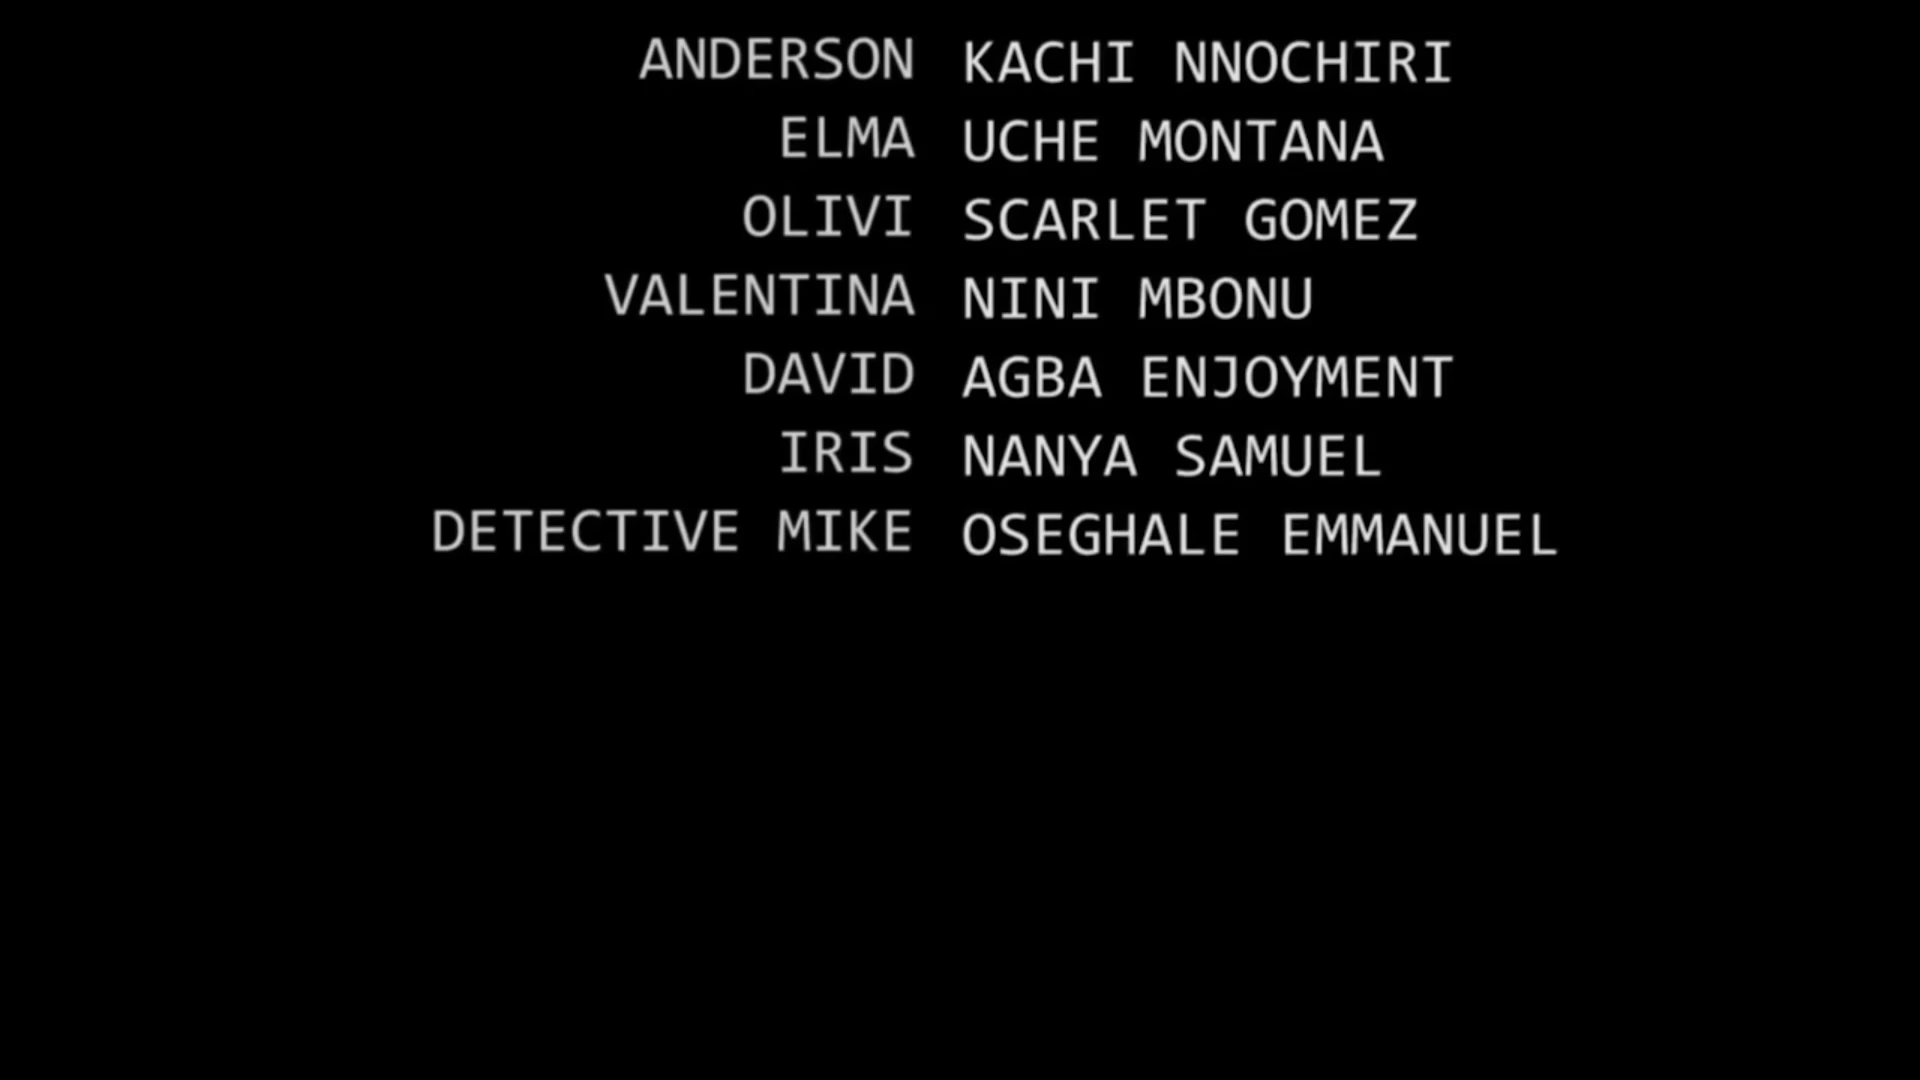 ANDERSON KACHI NNOCHIRI
ELMA UCHE MONTANA
OLIVI SCARLET GOMEZ
VALENTINA NINI MBONU
DAVID AGBA ENJOYMENT
IRIS NANYA SAMUEL
DETECTIVE MIKE OSEGHALE EMMANUEL